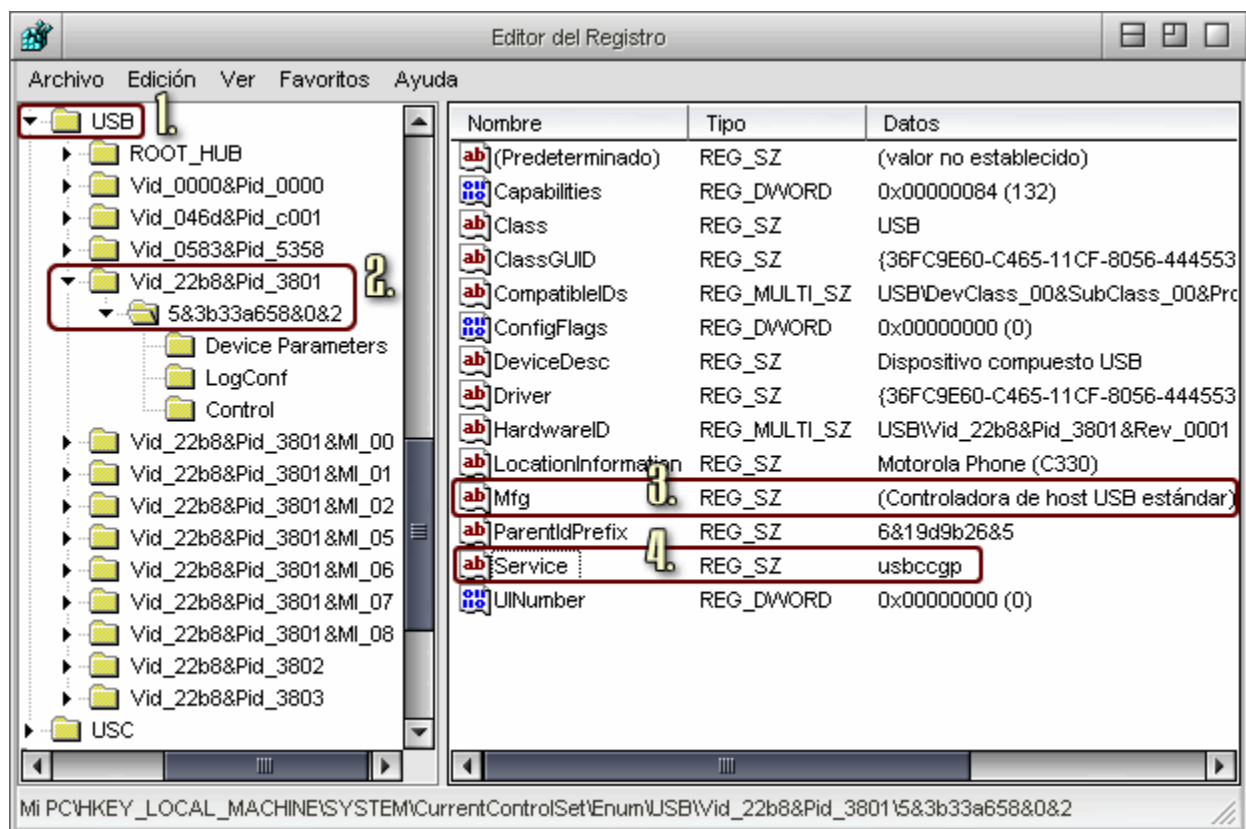 Editor del Registro
Archivo Edición Ver Favoritos Ayuda
USB
1.
ROOT_HUB
Vid_0000&Pid_0000
Vid_046d&Pid_c001
Vid_0583&Pid_5358
Vid_22b8&Pid_3801
2.
5&3b33a658&0&2
Device Parameters
LogConf
Control
Vid_22b8&Pid_3801&MI_00
Vid_22b8&Pid_3801&MI_01
Vid_22b8&Pid_3801&MI_02
Vid_22b8&Pid_3801&MI_05
Vid_22b8&Pid_3801&MI_06
Vid_22b8&Pid_3801&MI_07
Vid_22b8&Pid_3801&MI_08
Vid_22b8&Pid_3802
Vid_22b8&Pid_3803
USC
Nombre Tipo Datos
(Predeterminado) REG_SZ (valor no establecido)
Capabilities REG_DWORD 0x00000084 (132)
Class REG_SZ USB
ClassGUID REG_SZ {36FC9E60-C465-11CF-8056-444553
CompatibleIDs REG_MULTI_SZ USB\DevClass_00&SubClass_00&Prc
ConfigFlags REG_DWORD 0x00000000 (0)
DeviceDesc REG_SZ Dispositivo compuesto USB
Driver REG_SZ {36FC9E60-C465-11CF-8056-444553
HardwareID REG_MULTI_SZ USB\Vid_22b8&Pid_3801&Rev_0001
LocationInformation REG_SZ Motorola Phone (C330)
3.
Mfg REG_SZ (Controladora de host USB estándar)
ParentIdPrefix REG_SZ 6&19d9b26&5
4.
Service REG_SZ usbccgp
UINumber REG_DWORD 0x00000000 (0)
Mi PC\HKEY_LOCAL_MACHINE\SYSTEM\CurrentControlSet\Enum\USB\Vid_22b8&Pid_3801\5&3b33a658&0&2